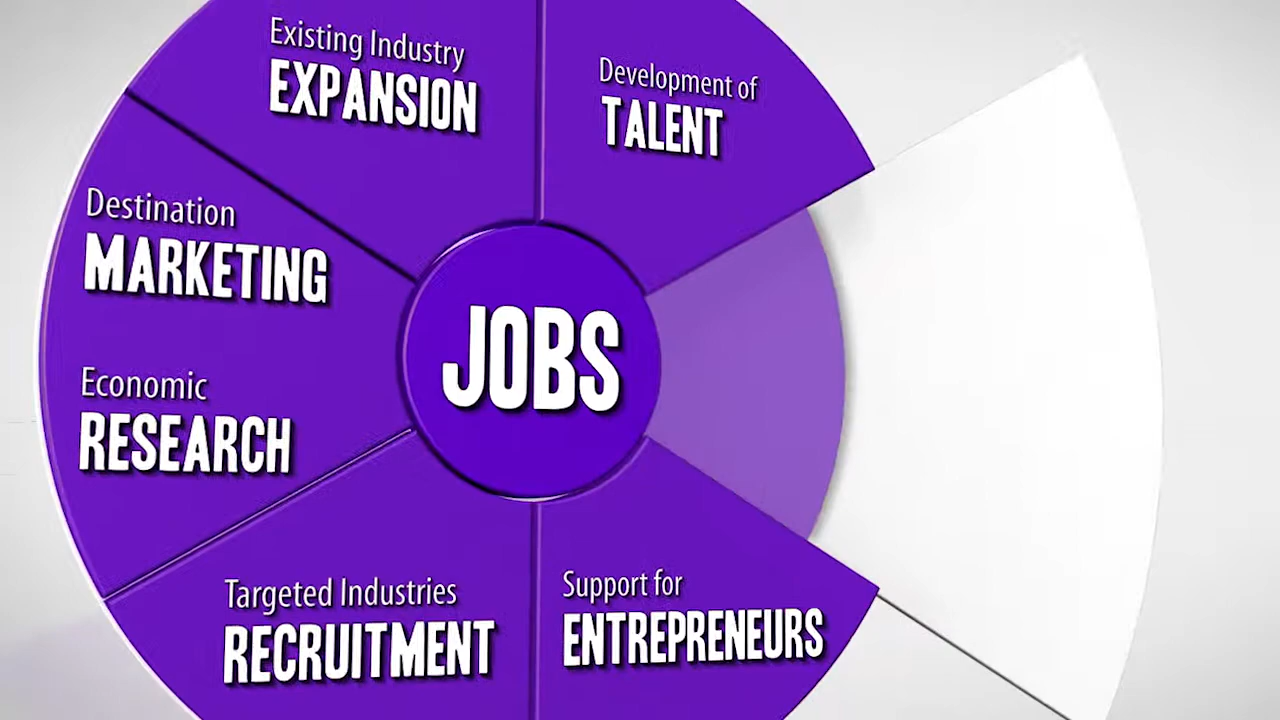 Existing Industry
EXPANSION
Development of
TALENT
Destination
MARKETING
JOBS
Economic
RESEARCH
Targeted Industries
RECRUITMENT
Support for
ENTREPRENEURS